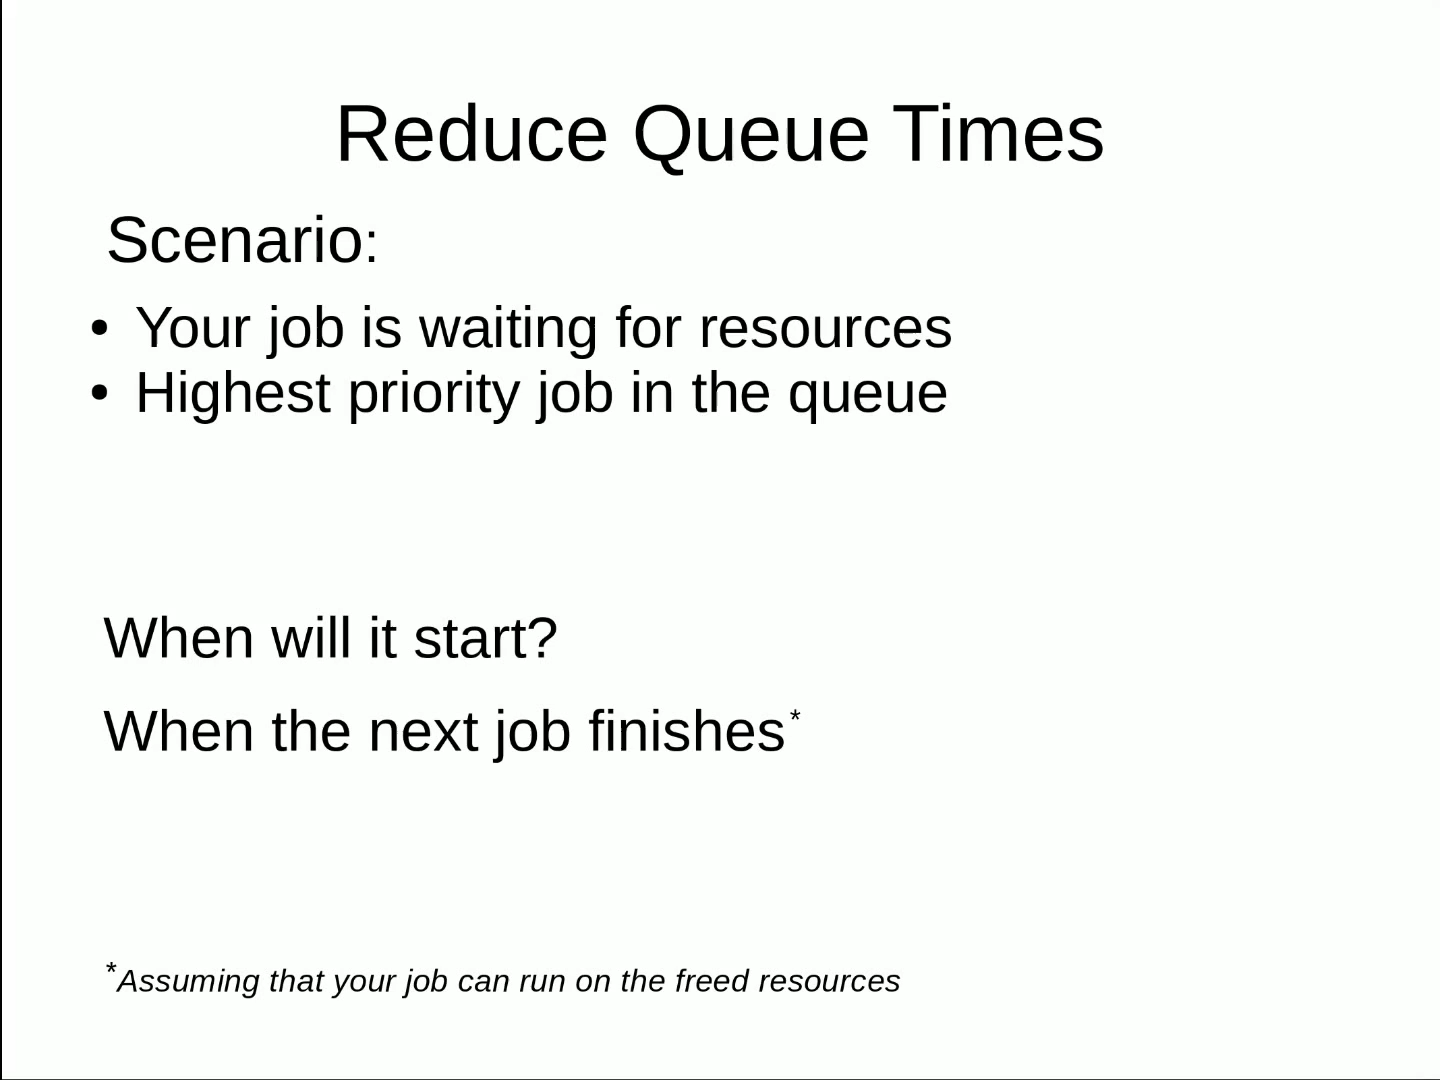 Reduce Queue Times
Scenario:
• Your job is waiting for resources
• Highest priority job in the queue
When will it start?
When the next job finishes*
*Assuming that your job can run on the freed resources